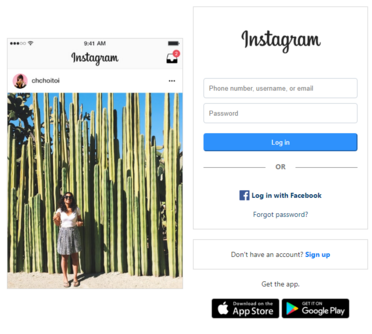 9:41 AM
Instagram
3
chchoitoi
Instagram
Phone number, username, or email
Password
Log in
OR
Log in with Facebook
Forgot password?
Don't have an account? Sign up
Get the app.
Download on the
App Store
GET IT ON
Google Play